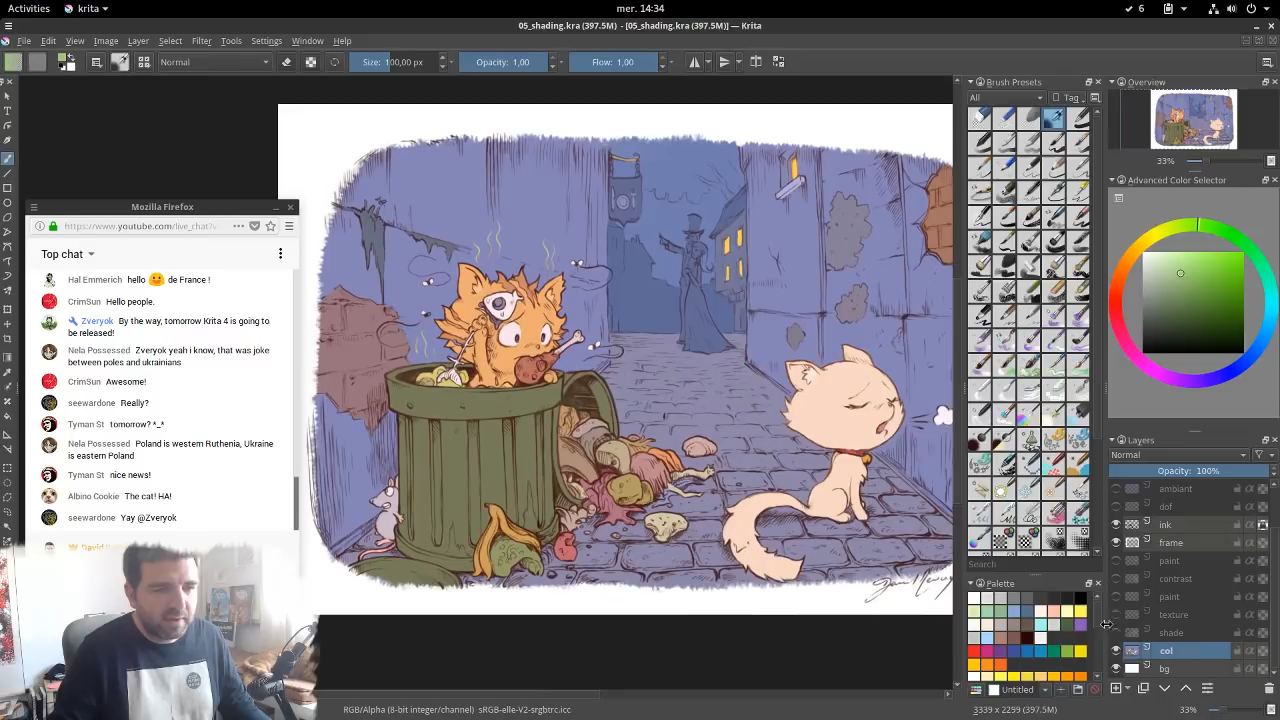 Activities
krita
mer. 14:34
6
05_shading.kra (397.5M) - [05_shading.kra (397.5M)] — Krita
File Edit View Image Layer Select Filter Tools Settings Window Help
Normal
Size: 100,00 px
Opacity: 1,00
Flow: 1,00
Brush Presets
All
Tag
Overview
33%
Advanced Color Selector
Mozilla Firefox
https://www.youtube.com/live_chat?v
Top chat
Hal Emmerich hello de France !
CrimSun Hello people.
Zveryok By the way, tomorrow Krita 4 is going to
be released!
Nela Possessed Zveryok yeah i know, that was joke
between poles and ukrainians
CrimSun Awesome!
seewardone Really?
Tyman St tomorrow? *_*
Nela Possessed Poland is western Ruthenia, Ukraine
is eastern Poland
Tyman St nice news!
Albino Cookie The cat! HA!
seewardone Yay @Zveryok
Layers
Normal
Opacity: 100%
ambiant
dof
ink
frame
paint
contrast
paint
texture
shade
col
bg
Search
Palette
Untitled
RGB/Alpha (8-bit integer/channel) sRGB-elle-V2-srgbtrc.icc
3339 x 2299 (397.5M)
33%